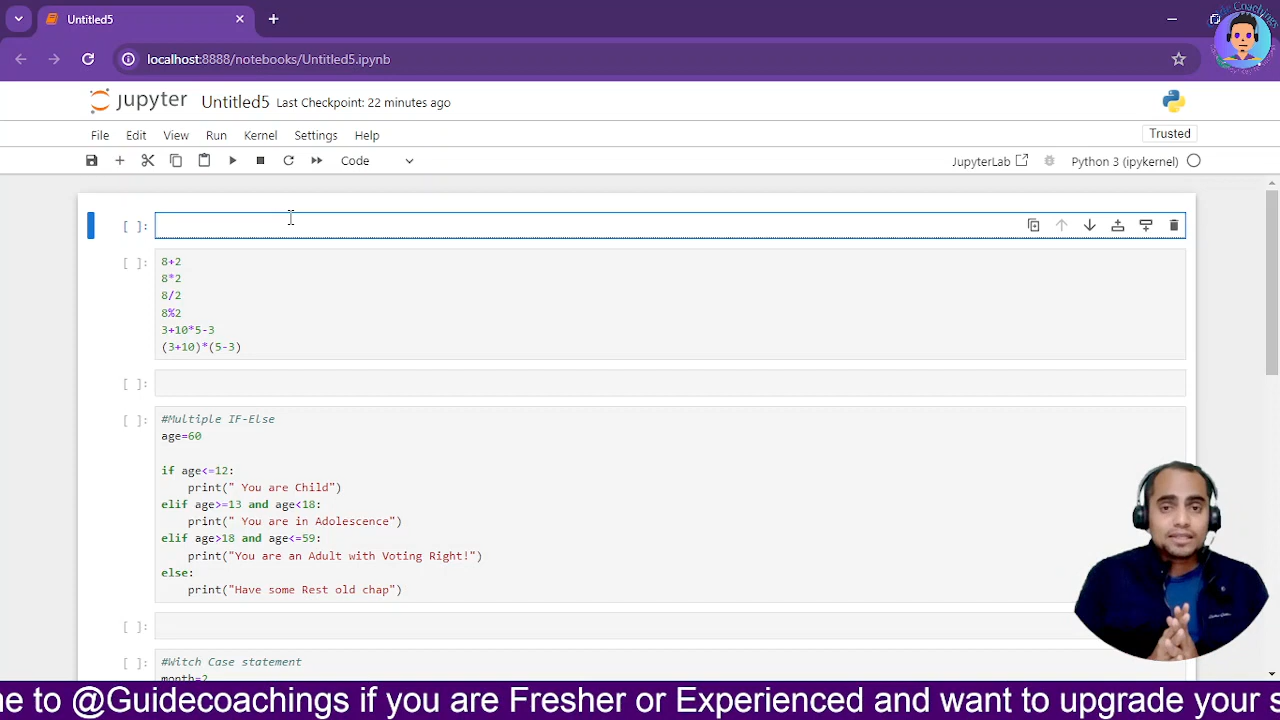 Untitled5
localhost:8888/notebooks/Untitled5.ipynb
jupyter Untitled5 Last Checkpoint: 22 minutes ago
File Edit View Run Kernel Settings Help
Trusted
Code
JupyterLab
Python 3 (ipykernel)
[ ]:
[ ]:
8+2
8*2
8/2
8%2
3+10*5-3
(3+10)*(5-3)
[ ]:
[ ]:
#Multiple IF-Else
age=60
if age<=12:
print(" You are Child")
elif age>=13 and age<18:
print(" You are in Adolescence")
elif age>18 and age<=59:
print("You are an Adult with Voting Right!")
else:
print("Have some Rest old chap")
[ ]:
[ ]:
#Witch Case statement
month=2
me to @Guidecoachings if you are Fresher or Experienced and want to upgrade your s